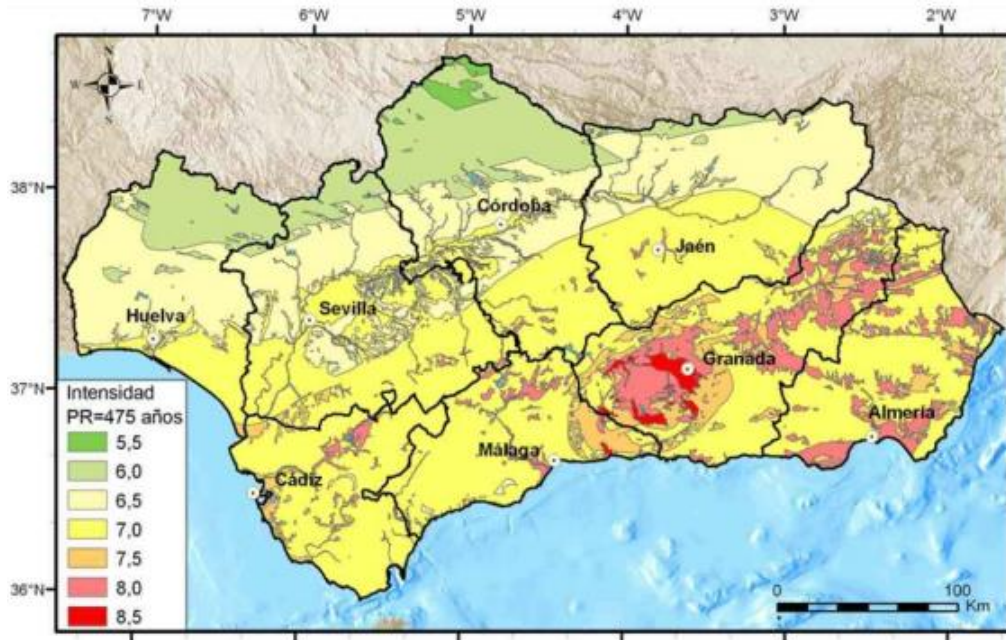 7°W 6°W 5°W 4°W 3°W 2°W
N
W E
S
38°N
Córdoba
Jaén
Sevilla
Huelva
Granada
37°N
Intensidad
PR=475 años
5,5
6,0
6,5
7,0
7,5
8,0
8,5
Almería
Málaga
Cádiz
36°N
0 100
Km